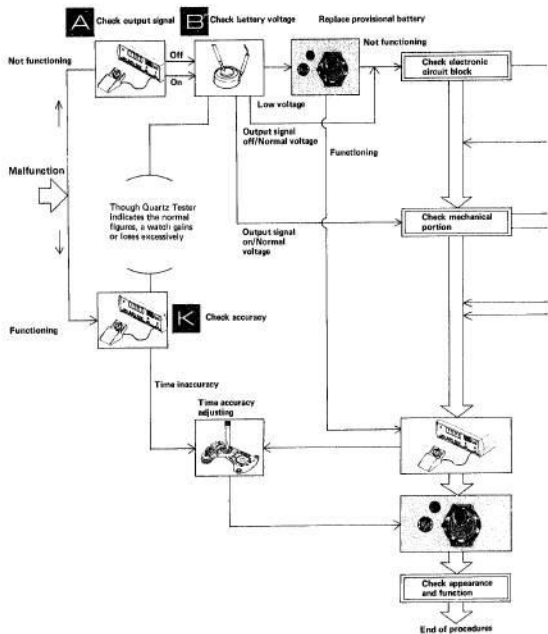 A Check output signal
B Check battery voltage
Replace provisional battery
Not functioning
Off
On
Not functioning
Check electronic
circuit block
Low voltage
Output signal
off/Normal voltage
Functioning
Malfunction
Though Quartz Tester
indicates the normal
figures, a watch gains
or loses excessively
Output signal
on/Normal
voltage
Check mechanical
portion
K Check accuracy
Functioning
Time inaccuracy
Time accuracy
adjusting
Check appearance
and function
End of procedures